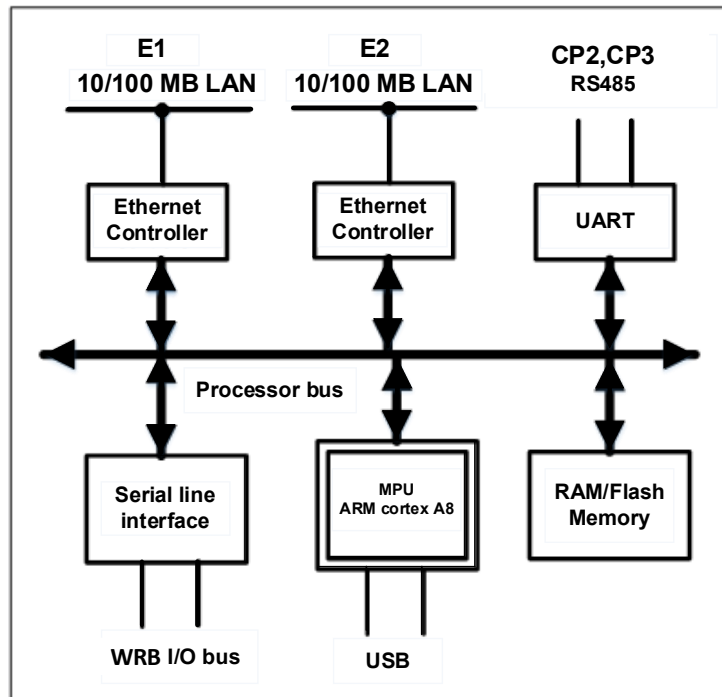 E1
10/100 MB LAN
E2
10/100 MB LAN
CP2,CP3
RS485
Ethernet
Controller
Ethernet
Controller
UART
Processor bus
Serial line
interface
MPU
ARM cortex A8
RAM/Flash
Memory
WRB I/O bus
USB